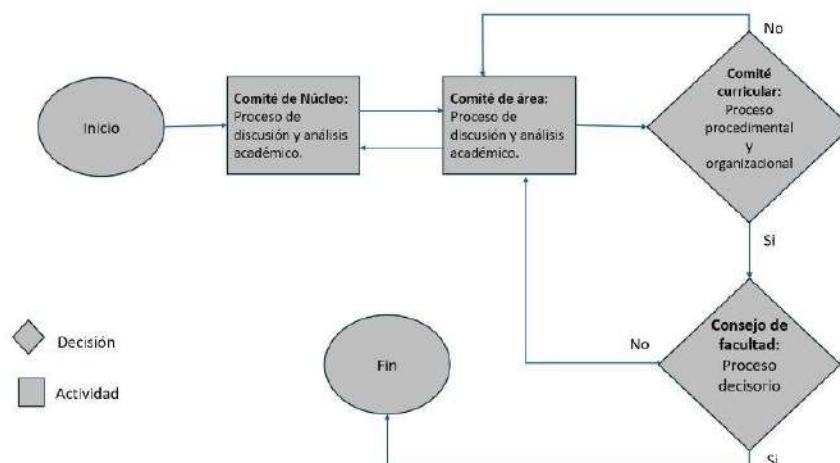 No
Comité
curricular:
Proceso
procedimental
y
organizacional
Inicio
Comité de Núcleo:
Proceso de
discusión y análisis
académico.
Comité de área:
Proceso de
discusión y análisis
académico.
Si
Consejo de
facultad:
Proceso
decisorio
No
Fin
Decisión
Actividad
Si